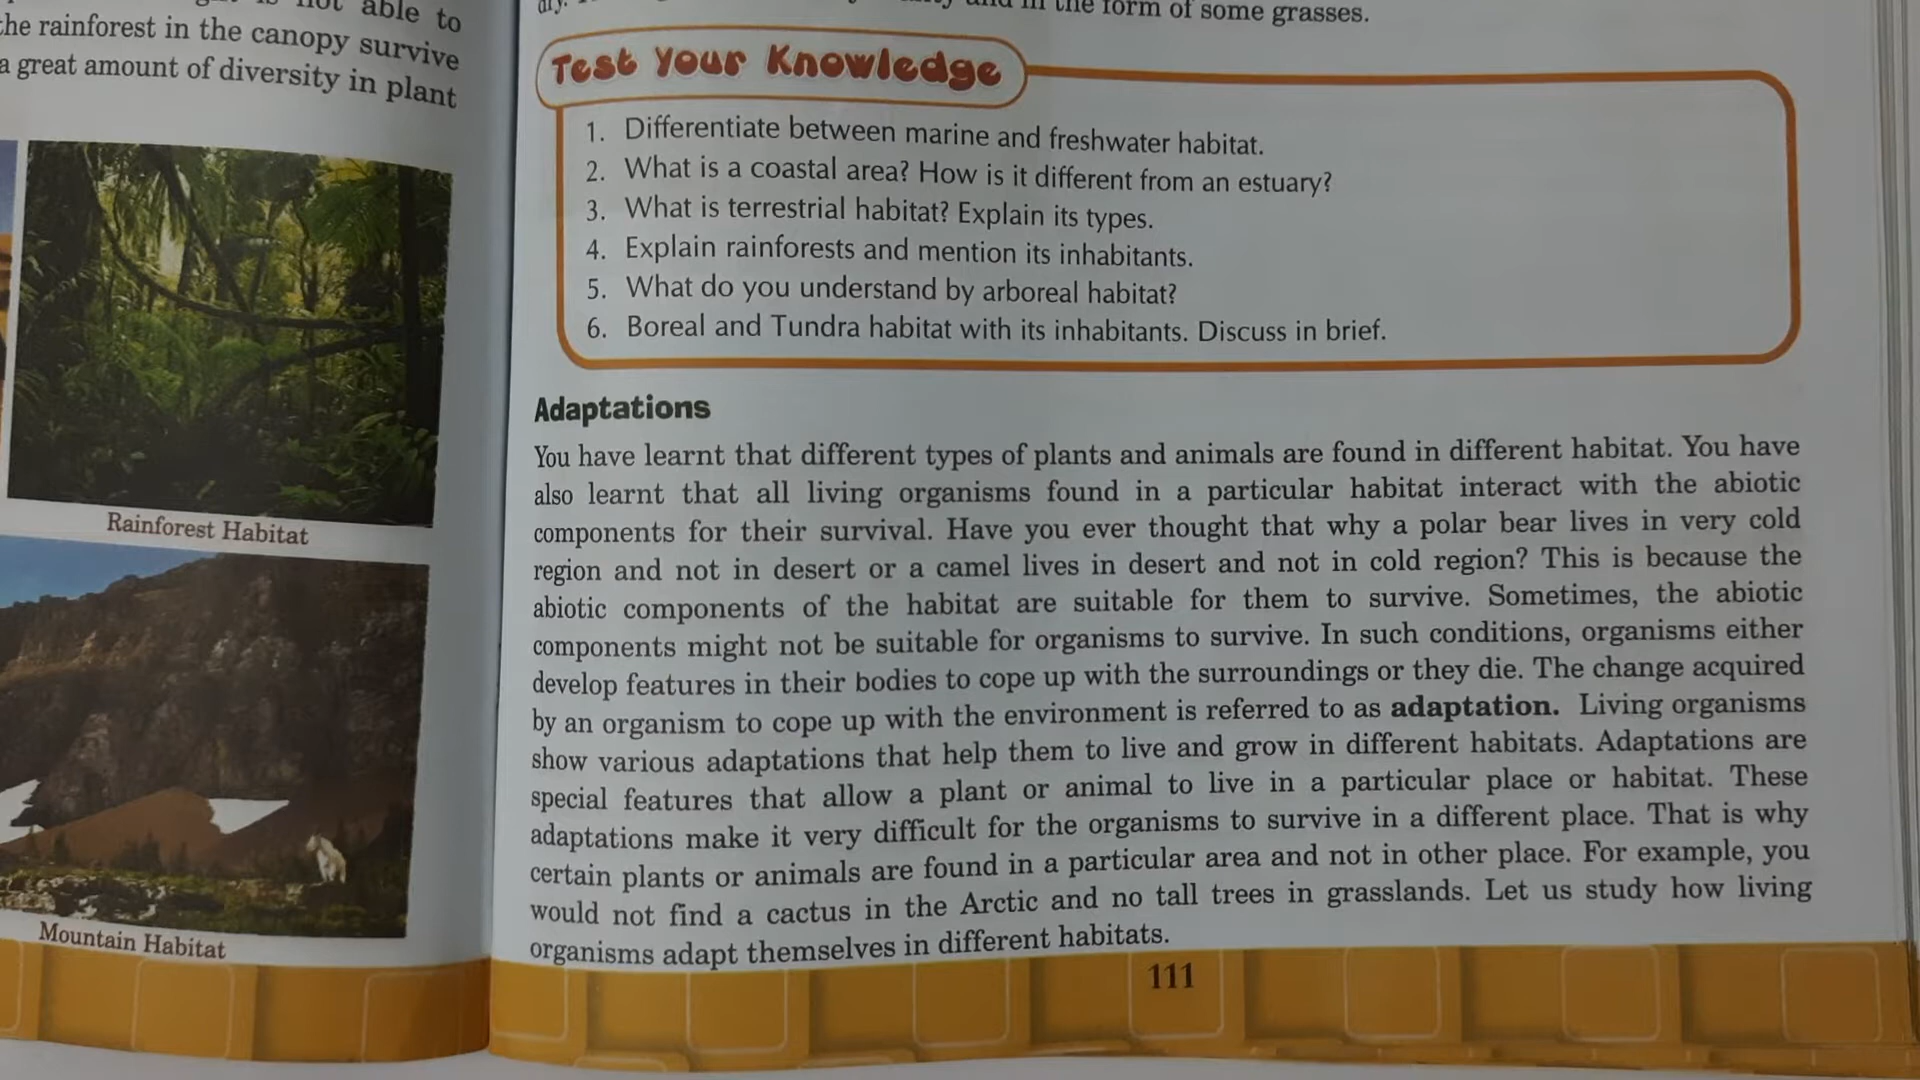 not able to
the rainforest in the canopy survive
a great amount of diversity in plant
Rainforest Habitat
Mountain Habitat
and in the form of some grasses.
Test Your Knowledge
1. Differentiate between marine and freshwater habitat.
2. What is a coastal area? How is it different from an estuary?
3. What is terrestrial habitat? Explain its types.
4. Explain rainforests and mention its inhabitants.
5. What do you understand by arboreal habitat?
6. Boreal and Tundra habitat with its inhabitants. Discuss in brief.
Adaptations
You have learnt that different types of plants and animals are found in different habitat. You have
also learnt that all living organisms found in a particular habitat interact with the abiotic
components for their survival. Have you ever thought that why a polar bear lives in very cold
region and not in desert or a camel lives in desert and not in cold region? This is because the
abiotic components of the habitat are suitable for them to survive. Sometimes, the abiotic
components might not be suitable for organisms to survive. In such conditions, organisms either
develop features in their bodies to cope up with the surroundings or they die. The change acquired
by an organism to cope up with the environment is referred to as adaptation. Living organisms
show various adaptations that help them to live and grow in different habitats. Adaptations are
special features that allow a plant or animal to live in a particular place or habitat. These
adaptations make it very difficult for the organisms to survive in a different place. That is why
certain plants or animals are found in a particular area and not in other place. For example, you
would not find a cactus in the Arctic and no tall trees in grasslands. Let us study how living
organisms adapt themselves in different habitats.
111